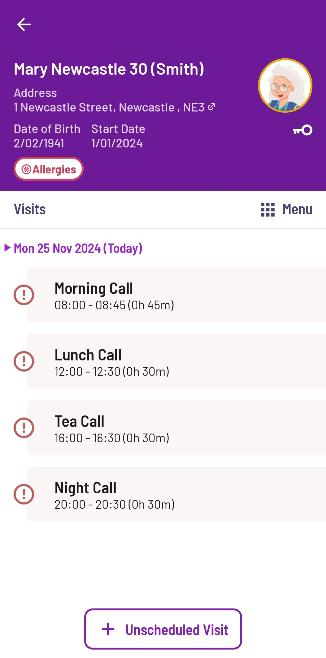 Mary Newcastle 30 (Smith)
Address
1 Newcastle Street, Newcastle , NE3
Date of Birth Start Date
2/02/1941 1/01/2024
Allergies
Visits Menu
Mon 25 Nov 2024 (Today)
Morning Call
08:00 - 08:45 (0h 45m)
Lunch Call
12:00 - 12:30 (0h 30m)
Tea Call
16:00 - 16:30 (0h 30m)
Night Call
20:00 - 20:30 (0h 30m)
+ Unscheduled Visit